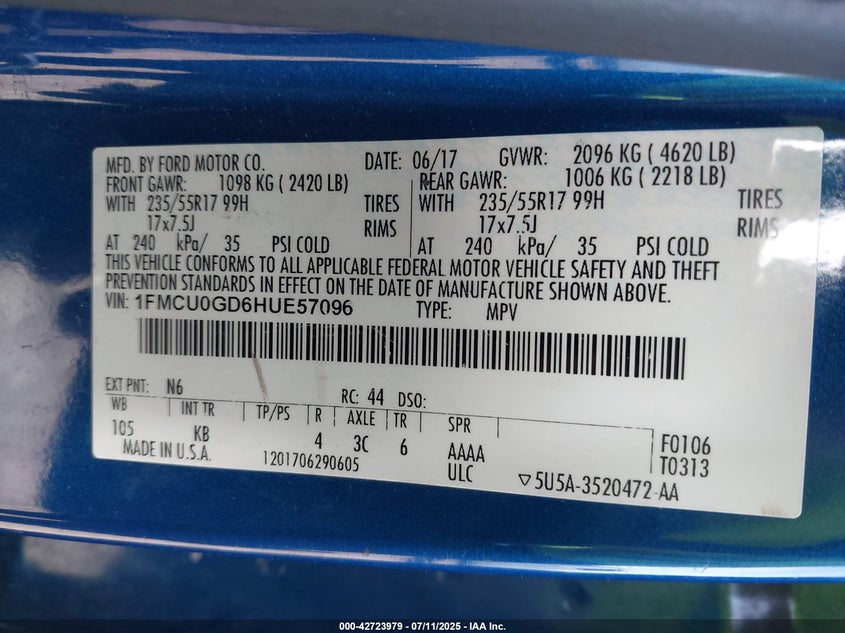 MFD. BY FORD MOTOR CO. DATE: 06/17 GVWR: 2096 KG ( 4620 LB)
FRONT GAWR: 1098 KG ( 2420 LB) REAR GAWR: 1006 KG ( 2218 LB)
WITH 235/55R17 99H TIRES WITH 235/55R17 99H TIRES
17x7.5J RIMS 17x7.5J RIMS
AT 240 kPa/ 35 PSI COLD AT 240 kPa/ 35 PSI COLD
THIS VEHICLE CONFORMS TO ALL APPLICABLE FEDERAL MOTOR VEHICLE SAFETY AND THEFT
PREVENTION STANDARDS IN EFFECT ON THE DATE OF MANUFACTURE SHOWN ABOVE.
VIN: 1FMCU0GD6HUE57096 TYPE: MPV
EXT PNT: N6 RC: 44 DSO:
WB INT TR TP/PS R AXLE TR SPR
105 KB 4 3C 6 AAAA F0106
MADE IN U.S.A. 1201706290605 ULC T0313
▽5U5A-3520472-AA
000-42723979 - 07/11/2025 - IAA Inc.